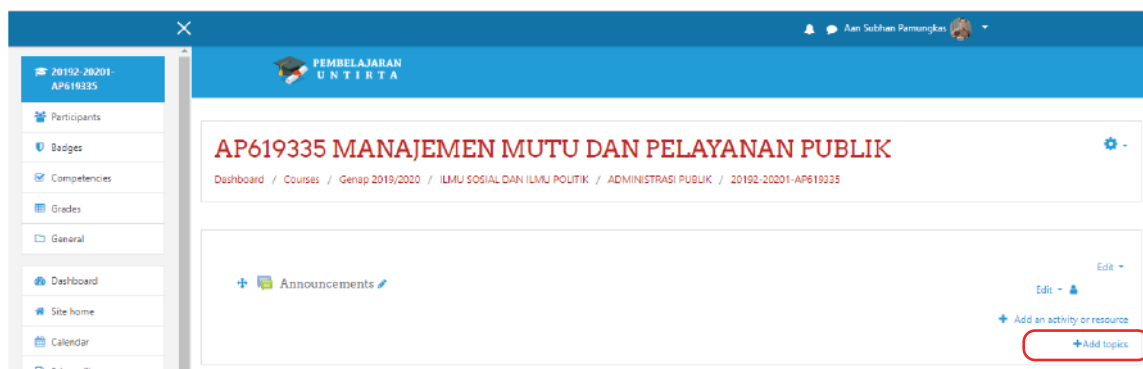 Aan Subhan Pamungkas
20192-20201-
AP619335
PEMBELAJARAN
UNTIRTA
Participants
Badges
Competencies
Grades
General
Dashboard
Site home
Calendar
AP619335 MANAJEMEN MUTU DAN PELAYANAN PUBLIK
Dashboard / Courses / Genap 2019/2020 / ILMU SOSIAL DAN ILMU POLITIK / ADMINISTRASI PUBLIK / 20192-20201-AP619335
Edit
Announcements
Edit
Add an activity or resource
+Add topics